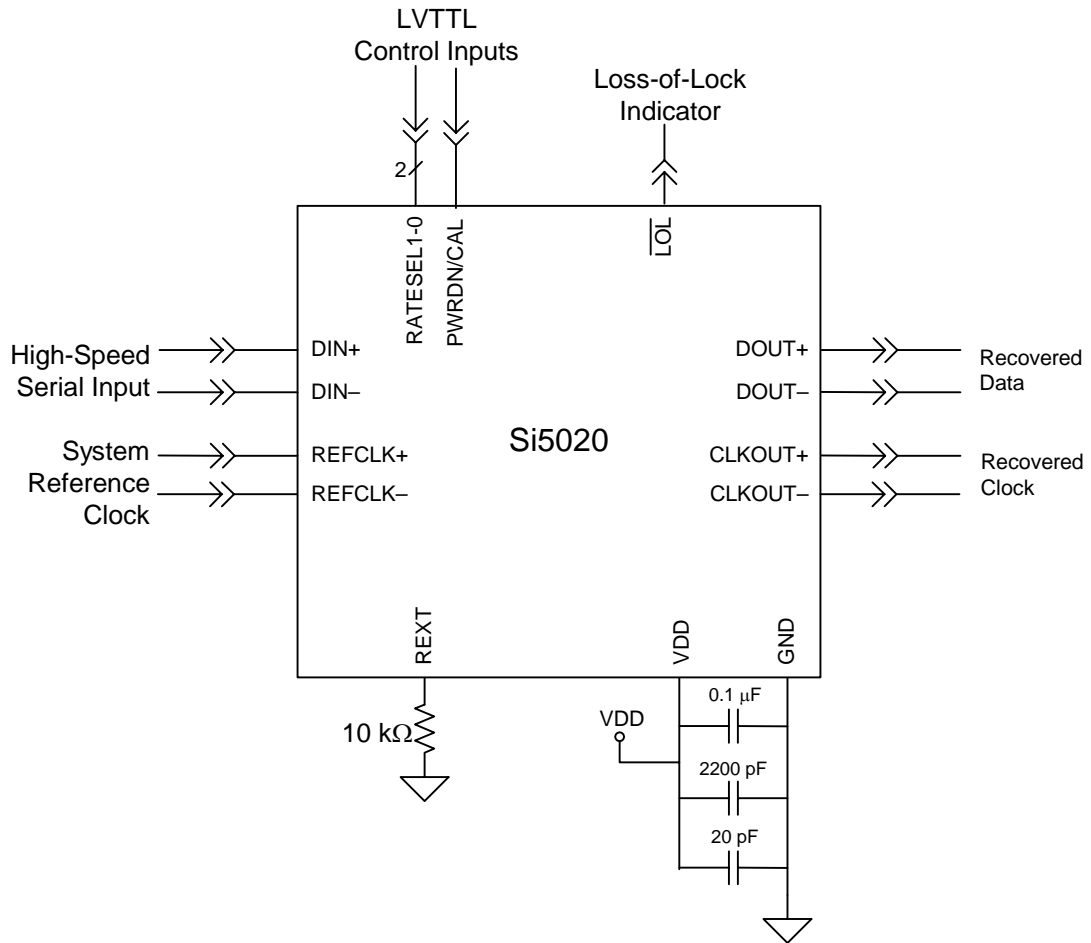 LVTTL
Control Inputs
Loss-of-Lock
Indicator
2
RATESEL1-0
PWRDN/CAL
LOL
High-Speed
Serial Input
DIN+
DIN–
DOUT+
DOUT–
Recovered
Data
System
Reference
Clock
REFCLK+
REFCLK–
Si5020
CLKOUT+
CLKOUT–
Recovered
Clock
REXT
VDD
GND
10 kΩ
VDD
0.1 μF
2200 pF
20 pF